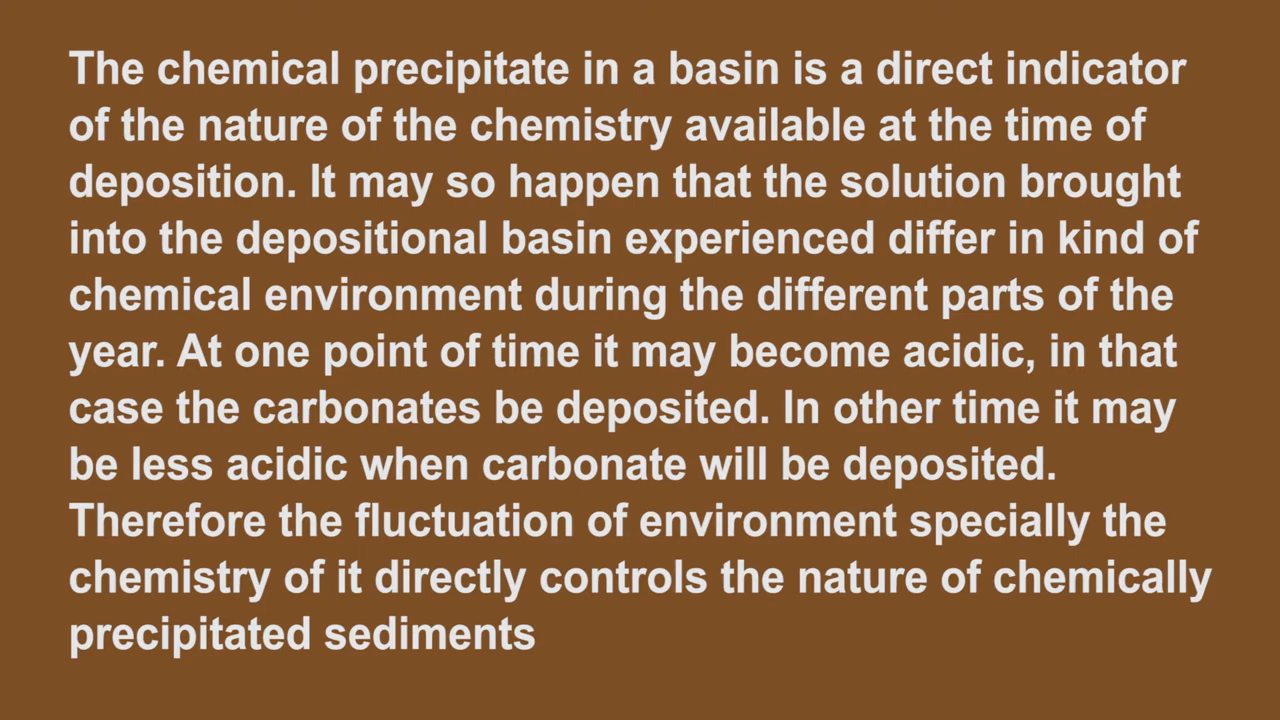 The chemical precipitate in a basin is a direct indicator
of the nature of the chemistry available at the time of
deposition. It may so happen that the solution brought
into the depositional basin experienced differ in kind of
chemical environment during the different parts of the
year. At one point of time it may become acidic, in that
case the carbonates be deposited. In other time it may
be less acidic when carbonate will be deposited.
Therefore the fluctuation of environment specially the
chemistry of it directly controls the nature of chemically
precipitated sediments